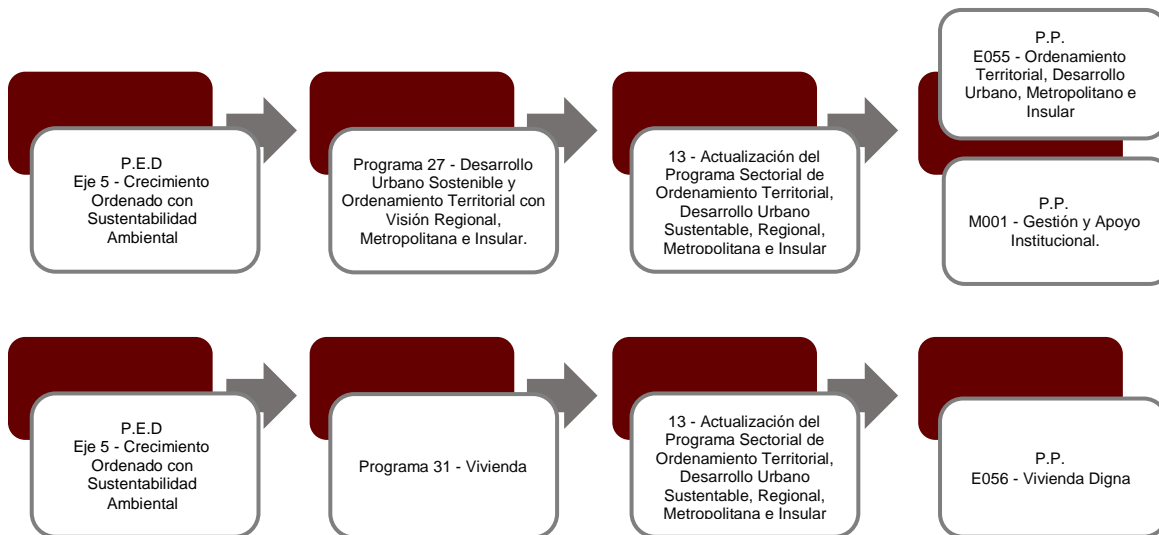 P.E.D
Eje 5 - Crecimiento
Ordenado con
Sustentabilidad
Ambiental
Programa 27 - Desarrollo
Urbano Sostenible y
Ordenamiento Territorial con
Visión Regional,
Metropolitana e Insular.
13 - Actualización del
Programa Sectorial de
Ordenamiento Territorial,
Desarrollo Urbano
Sustentable, Regional,
Metropolitana e Insular
P.P.
E055 - Ordenamiento
Territorial, Desarrollo
Urbano, Metropolitano e
Insular
P.P.
M001 - Gestión y Apoyo
Institucional.
P.E.D
Eje 5 - Crecimiento
Ordenado con
Sustentabilidad
Ambiental
Programa 31 - Vivienda
13 - Actualización del
Programa Sectorial de
Ordenamiento Territorial,
Desarrollo Urbano
Sustentable, Regional,
Metropolitana e Insular
P.P.
E056 - Vivienda Digna